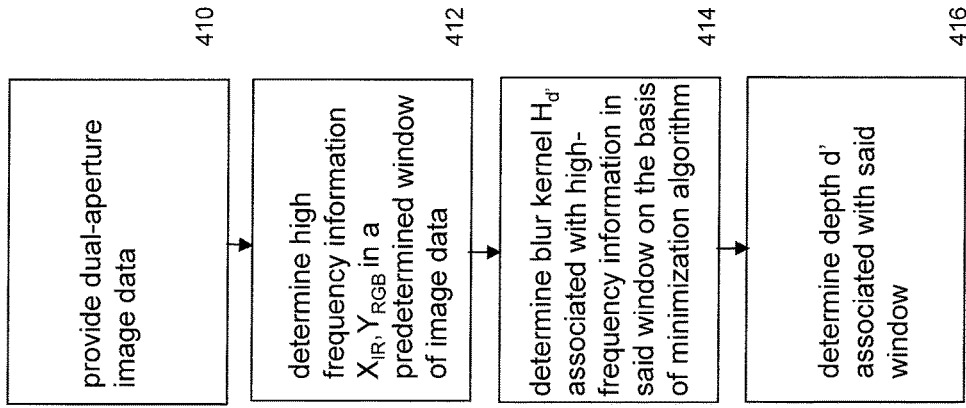 provide dual-aperture
image data
410
determine high
frequency information
X_IR, Y_RGB in a
predetermined window
of image data
412
determine blur kernel H_d'
associated with high-
frequency information in
said window on the basis
of minimization algorithm
414
determine depth d'
associated with said
window
416